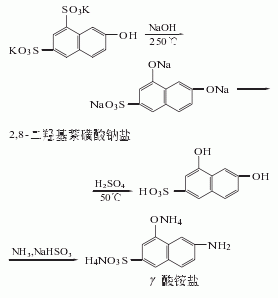 SO₃K
KO₃S
OH
NaOH
250℃
ONa
NaO₃S
ONa
2,8-二羟基萘磺酸钠盐
H₂SO₄
50℃
OH
HO₃S
OH
NH₃,NaHSO₃
ONH₄
H₄NO₃S
NH₂
γ 酸铵盐